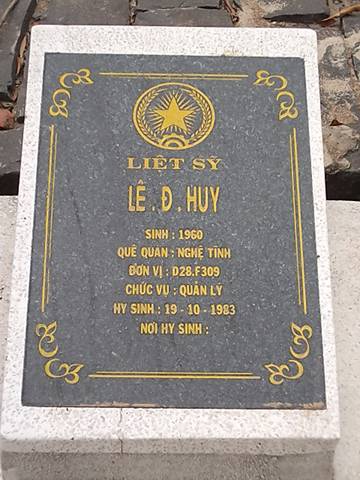 LIỆT SỸ
LÊ . Đ . HUY
SINH : 1960
QUÊ QUÁN : NGHỆ TĨNH
ĐƠN VỊ : D28.F309
CHỨC VỤ : QUẢN LÝ
HY SINH : 19 - 10 - 1983
NƠI HY SINH :